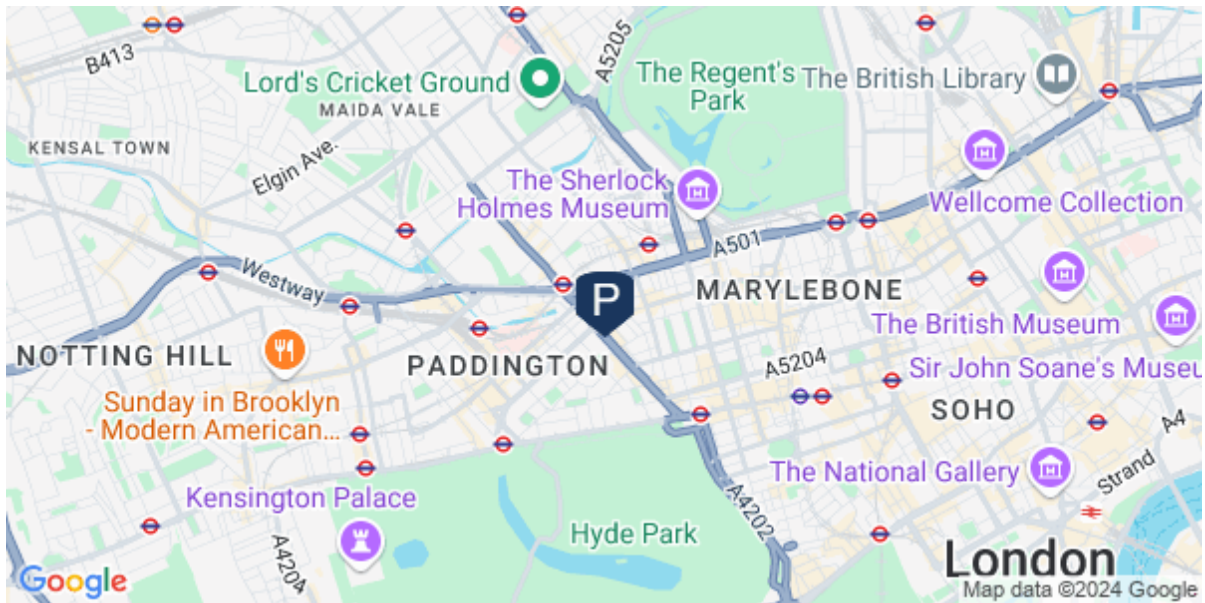 B413
A5205
Lord's Cricket Ground
MAIDA VALE
The Regent's
Park
The British Library
KENSAL TOWN
Elgin Ave.
The Sherlock
Holmes Museum
Wellcome Collection
A501
Westway
P
MARYLEBONE
The British Museum
NOTTING HILL
PADDINGTON
A5204
Sir John Soane's Museu
Sunday in Brooklyn
- Modern American...
SOHO
A4
The National Gallery
Strand
Kensington Palace
A4202
Hyde Park
A4204
London
Google
Map data ©2024 Google